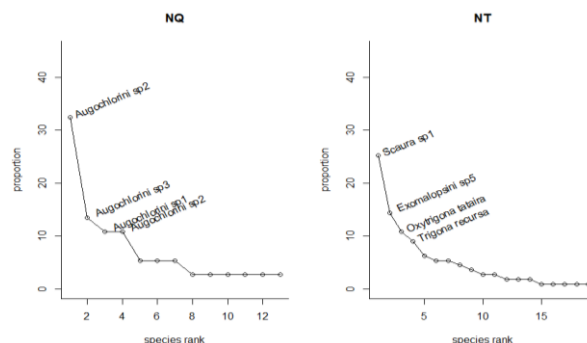 NQ
proportion
40
30
20
10
0
Augochlorini sp2
Augochlorini sp3
Augochlorini sp1
Augochlorini sp2
2 4 6 8 10 12
species rank
NT
proportion
40
30
20
10
0
Scaura sp1
Exomalopsini sp5
Oxytrigona tataira
Trigona recursa
5 10 15
species rank